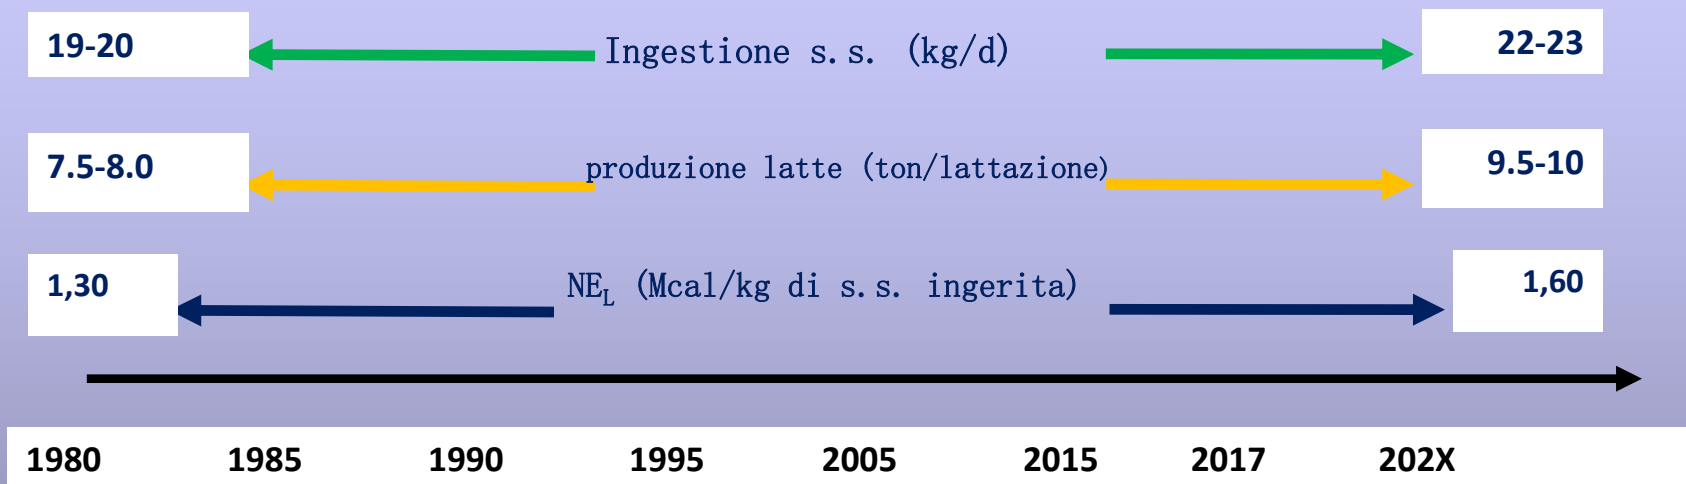 19-20 Ingestione s.s. (kg/d) 22-23
7.5-8.0 produzione latte (ton/lattazione) 9.5-10
1,30 NEL (Mcal/kg di s.s. ingerita) 1,60
1980 1985 1990 1995 2005 2015 2017 202X